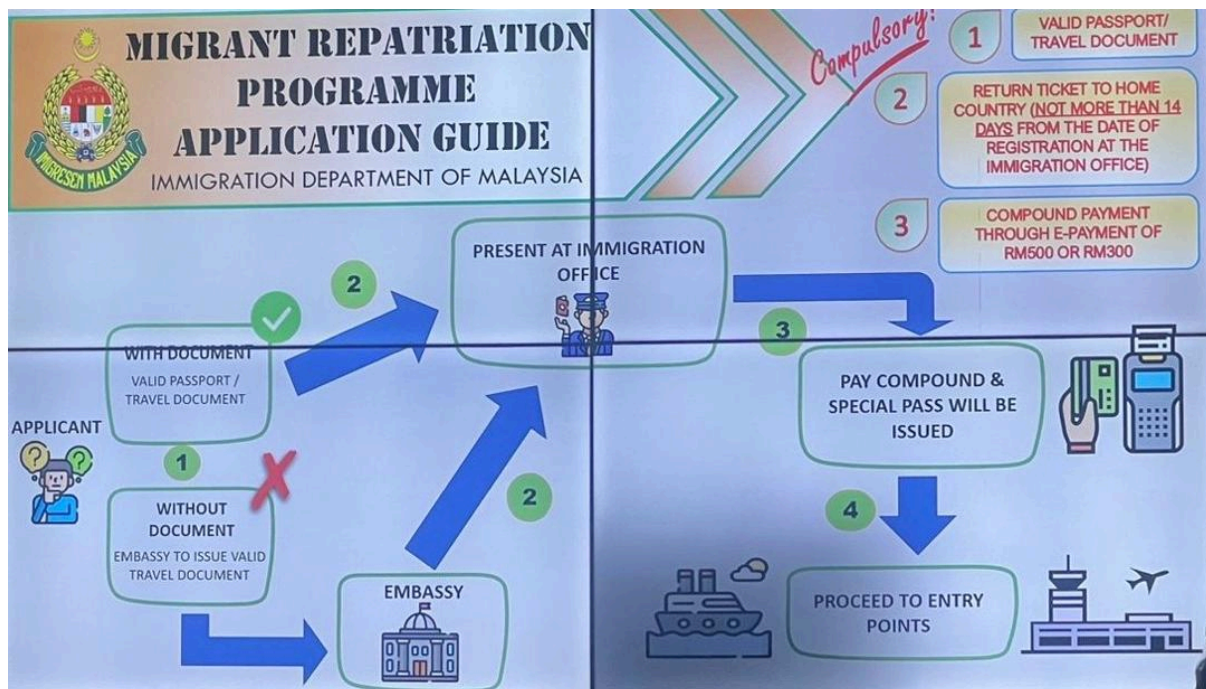 MIGRANT REPATRIATION
PROGRAMME
APPLICATION GUIDE
IMMIGRATION DEPARTMENT OF MALAYSIA
IMIGRESEN MALAYSIA
Compulsory!
1
VALID PASSPORT/
TRAVEL DOCUMENT
2
RETURN TICKET TO HOME
COUNTRY (NOT MORE THAN 14
DAYS FROM THE DATE OF
REGISTRATION AT THE
IMMIGRATION OFFICE)
3
COMPOUND PAYMENT
THROUGH E-PAYMENT OF
RM500 OR RM300
APPLICANT
1
WITH DOCUMENT
VALID PASSPORT /
TRAVEL DOCUMENT
WITHOUT
DOCUMENT
EMBASSY TO ISSUE VALID
TRAVEL DOCUMENT
EMBASSY
2
2
PRESENT AT IMMIGRATION
OFFICE
3
PAY COMPOUND &
SPECIAL PASS WILL BE
ISSUED
4
PROCEED TO ENTRY
POINTS